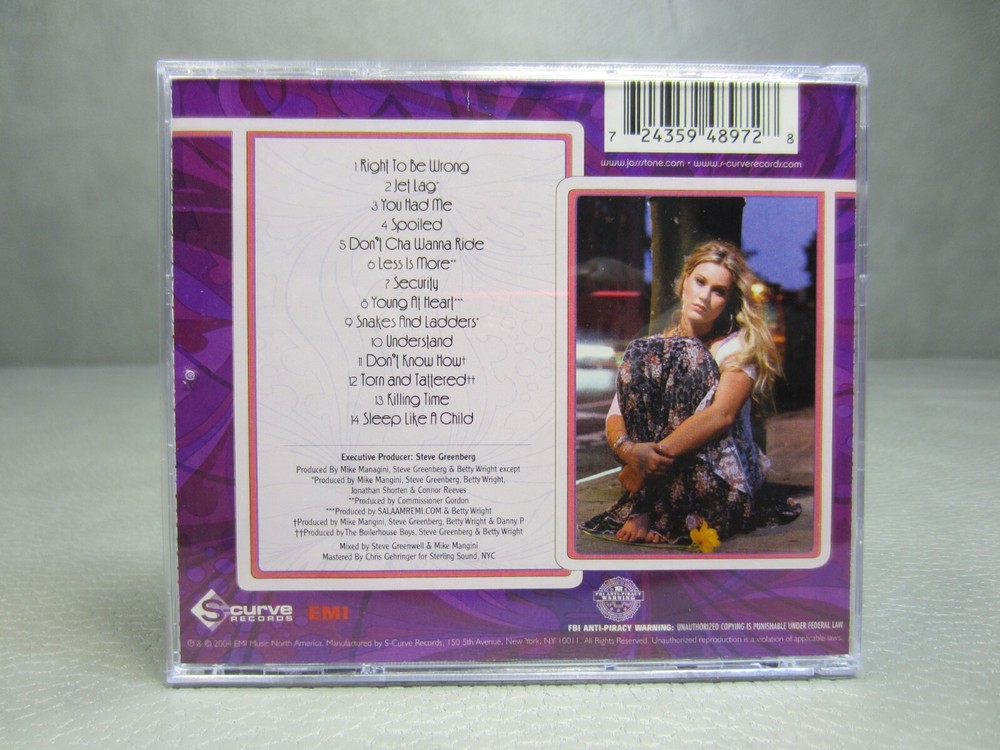 7 24359 48972 8
www.jossstone.com • www.s-curverecords.com
1 Right To Be Wrong
2 Jet Lag*
3 You Had Me
4 Spoiled
5 Don't Cha Wanna Ride
6 Less Is More**
7 Security
8 Young At Heart***
9 Snakes And Ladders*
10 Understand
11 Don't Know How†
12 Torn and Tattered††
13 Killing Time
14 Sleep Like A Child
Executive Producer: Steve Greenberg
Produced By Mike Managini, Steve Greenberg & Betty Wright except
*Produced by Mike Mangini, Steve Greenberg, Betty Wright,
Jonathan Shorten & Connor Reeves
**Produced by Commissioner Gordon
***Produced by SALAAMREMI.COM & Betty Wright
†Produced by Mike Mangini, Steve Greenberg, Betty Wright & Danny P
††Produced by The Boilerhouse Boys, Steve Greenberg & Betty Wright
Mixed by Steve Greenwell & Mike Mangini
Mastered By Chris Gehringer for Sterling Sound, NYC
S-curve
RECORDS
EMI
FBI ANTI-PIRACY
WARNING
FBI ANTI-PIRACY WARNING: UNAUTHORIZED COPYING IS PUNISHABLE UNDER FEDERAL LAW
℗ & © 2004 EMI Music North America. Manufactured by S-Curve Records, 150 5th Avenue, New York, NY 10011. All Rights Reserved. Unauthorized reproduction is a violation of applicable laws.